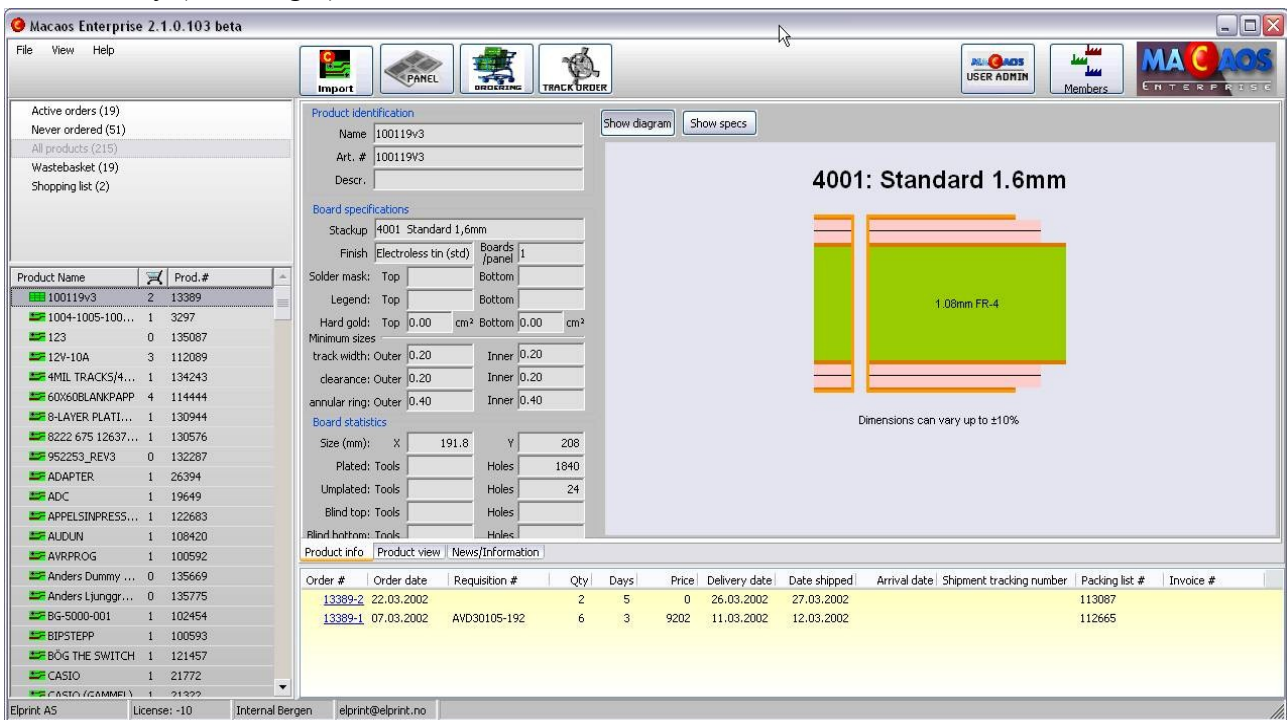 Macaos Enterprise 2.1.0.103 beta
File View Help
Import
PANEL
ORDERING
TRACK ORDER
MACAOS
USER ADMIN
Members
MACAOS
ENTERPRISE
Active orders (19)
Never ordered (51)
All products (215)
Wastebasket (19)
Shopping list (2)
Product Name Prod.#
100119v3 2 13389
1004-1005-100... 1 3297
123 0 135087
12V-10A 3 112089
4MIL TRACKS/4... 1 134243
60X60BLANKPAPP 4 114444
8-LAYER PLATI... 1 130944
8222 675 12637... 1 130576
952253_REV3 0 132287
ADAPTER 1 26394
ADC 1 19649
APPELSINPRESS... 1 122683
AUDUN 1 108420
AVRPROG 1 100592
Anders Dummy ... 0 135669
Anders Ljunggr... 0 135775
BG-5000-001 1 102454
BIPSTEPP 1 100593
BÖG THE SWITCH 1 121457
CASIO 1 21772
CASIO (GAMMEL) 1 21322
Product identification
Name 100119v3
Art. # 100119V3
Descr.
Board specifications
Stackup 4001 Standard 1,6mm
Finish Electroless tin (std) Boards /panel 1
Solder mask: Top Bottom
Legend: Top Bottom
Hard gold: Top 0.00 cm² Bottom 0.00 cm²
Minimum sizes
track width: Outer 0.20 Inner 0.20
clearance: Outer 0.20 Inner 0.20
annular ring: Outer 0.40 Inner 0.40
Board statistics
Size (mm): X 191.8 Y 208
Plated: Tools Holes 1840
Unplated: Tools Holes 24
Blind top: Tools Holes
Blind bottom: Tools Holes
Show diagram Show specs
4001: Standard 1.6mm
1.08mm FR-4
Dimensions can vary up to ±10%
Product info Product view News/Information
Order # Order date Requisition # Qty Days Price Delivery date Date shipped Arrival date Shipment tracking number Packing list # Invoice #
13389-2 22.03.2002 2 5 0 26.03.2002 27.03.2002 113087
13389-1 07.03.2002 AVD30105-192 6 3 9202 11.03.2002 12.03.2002 112665
Elprint AS License: -10 Internal Bergen elprint@elprint.no